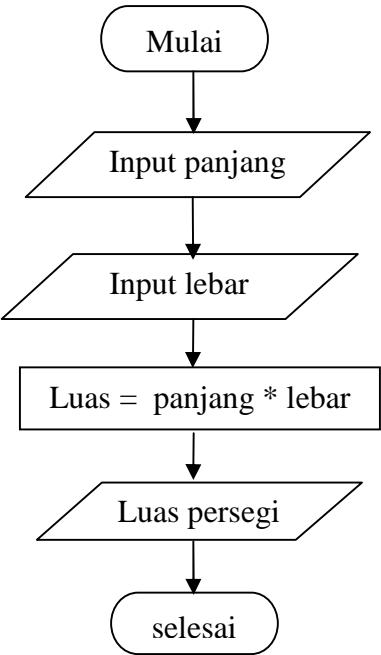 Mulai
Input panjang
Input lebar
Luas = panjang * lebar
Luas persegi
selesai